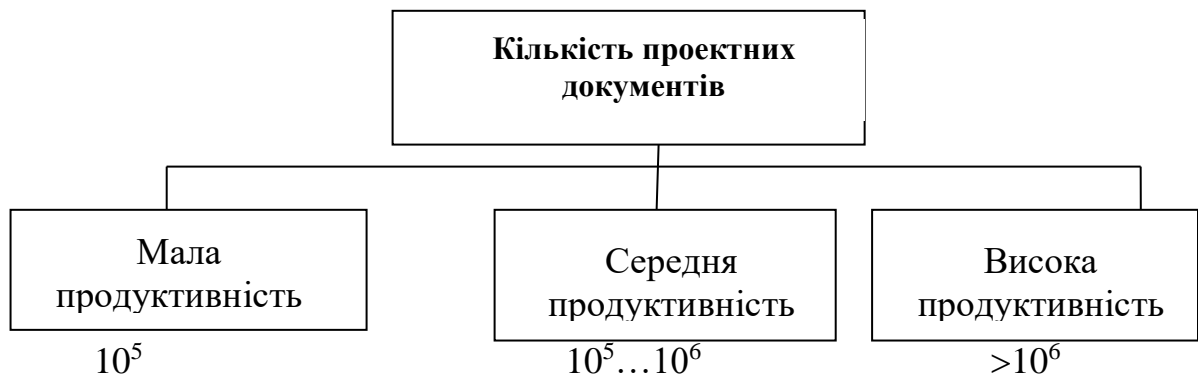 Кількість проектних
документів
Мала
продуктивність
Середня
продуктивність
Висока
продуктивність
10⁵
10⁵…10⁶
>10⁶